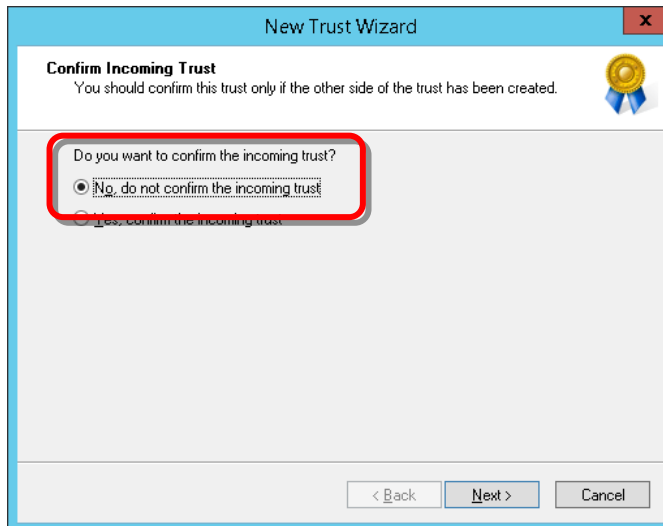 New Trust Wizard
x
Confirm Incoming Trust
You should confirm this trust only if the other side of the trust has been created.
Do you want to confirm the incoming trust?
No, do not confirm the incoming trust
Yes, confirm the incoming trust
< Back Next > Cancel